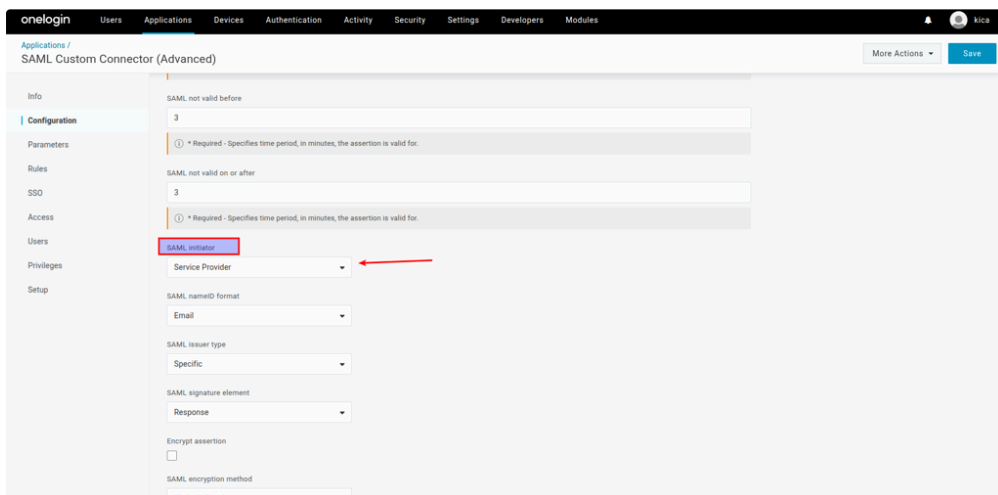 onelogin Users Applications Devices Authentication Activity Security Settings Developers Modules kica
Applications /
SAML Custom Connector (Advanced)
More Actions
Save
Info
Configuration
Parameters
Rules
SSO
Access
Users
Privileges
Setup
SAML not valid before
3
* Required - Specifies time period, in minutes, the assertion is valid for.
SAML not valid on or after
3
* Required - Specifies time period, in minutes, the assertion is valid for.
SAML initiator
Service Provider
SAML nameID format
Email
SAML issuer type
Specific
SAML signature element
Response
Encrypt assertion
SAML encryption method